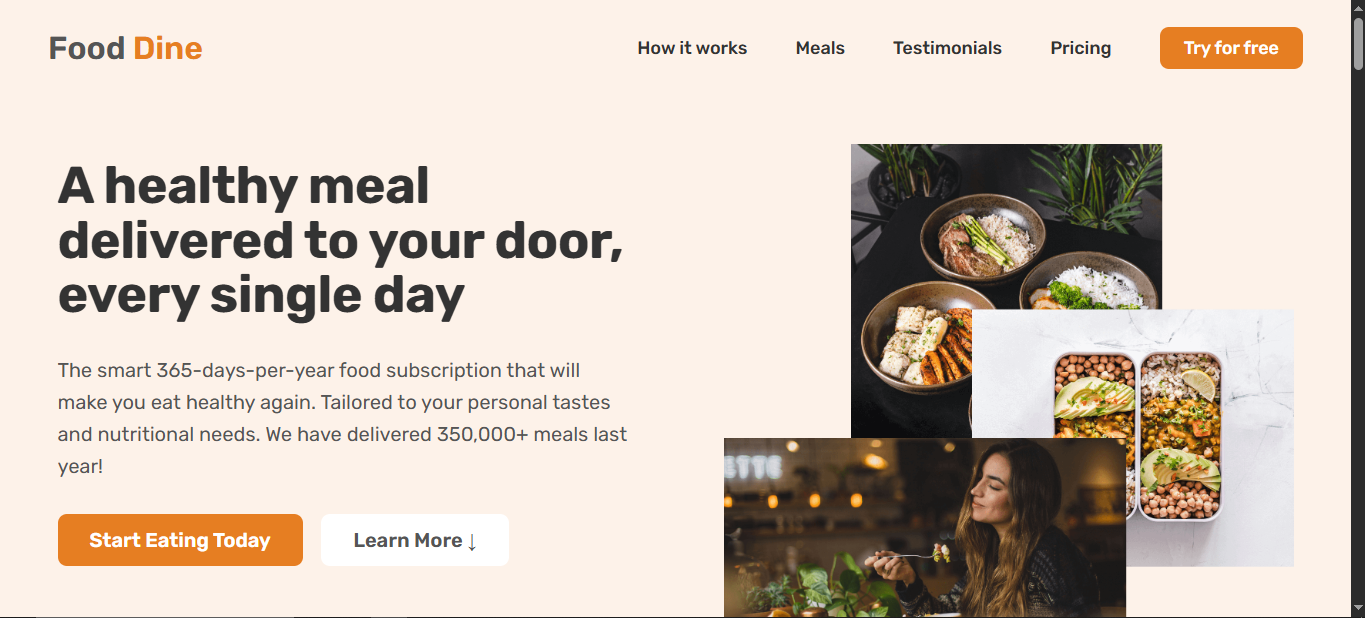 Food Dine
How it works
Meals
Testimonials
Pricing
Try for free
A healthy meal
delivered to your door,
every single day
The smart 365-days-per-year food subscription that will
make you eat healthy again. Tailored to your personal tastes
and nutritional needs. We have delivered 350,000+ meals last
year!
Start Eating Today
Learn More ↓
ETTE